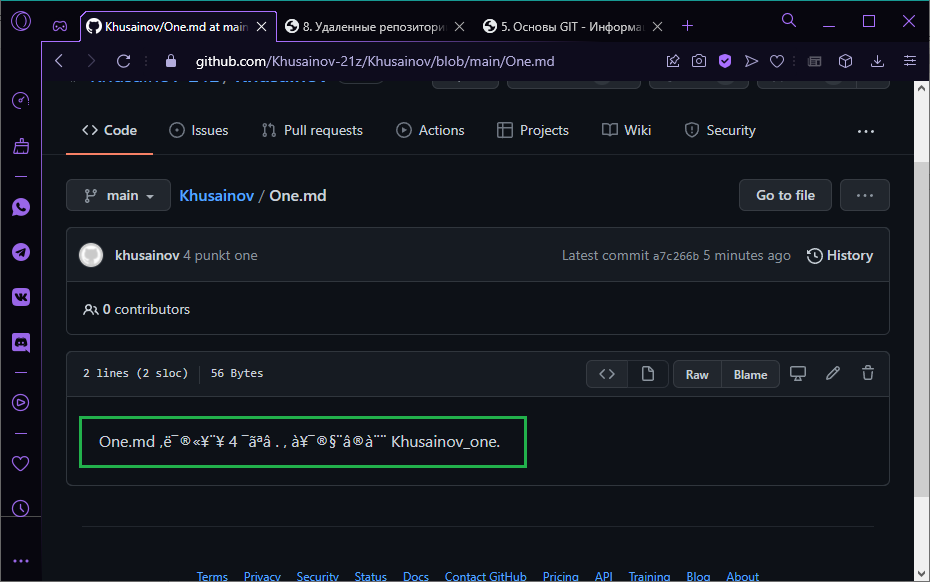 Khusainov/One.md at main
8. Удаленные репозитори
5. Основы GIT - Информа
github.com/Khusainov-21z/Khusainov/blob/main/One.md
Code
Issues
Pull requests
Actions
Projects
Wiki
Security
main
Khusainov / One.md
Go to file
khusainov 4 punkt one
Latest commit a7c266b 5 minutes ago
History
0 contributors
2 lines (2 sloc)
56 Bytes
Raw
Blame
One.md ‚ë¯®«­¥­¨¥ 4 ¯ã­ªâ . ‚ à¥¯®§¨â®à¨¨ Khusainov_one.
Terms Privacy Security Status Docs Contact GitHub Pricing API Training Blog About